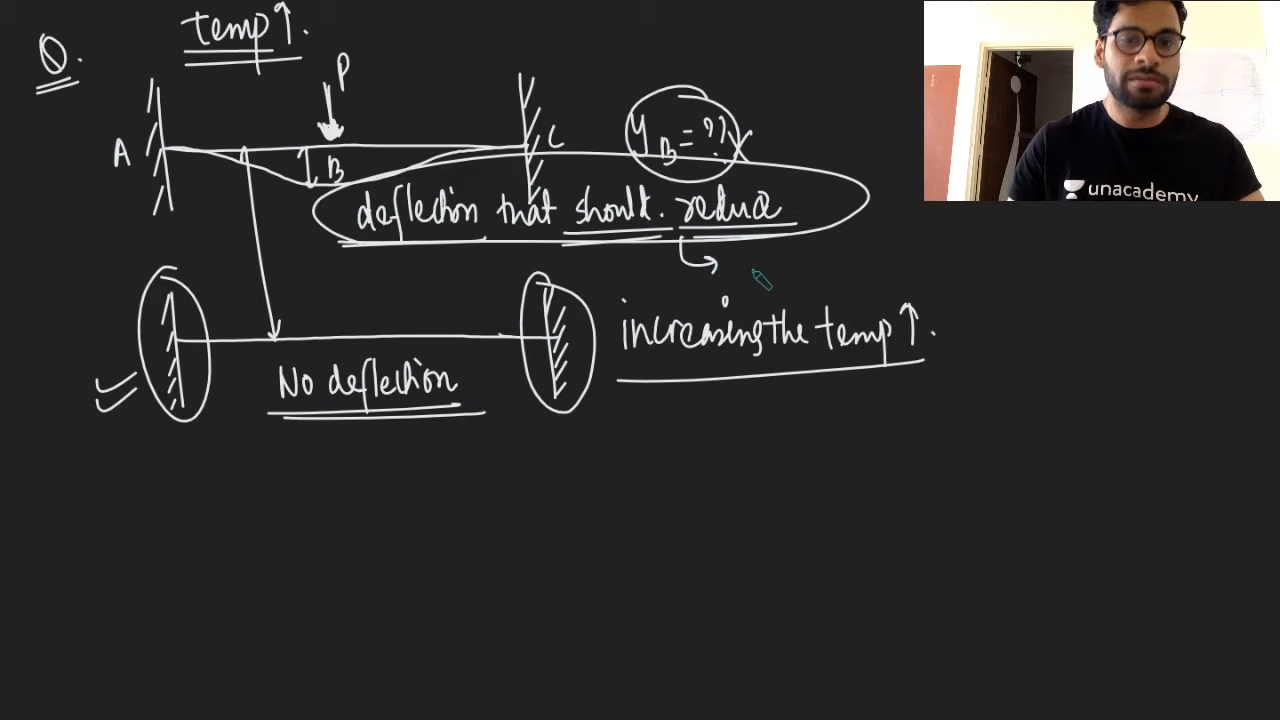 Q.
temp↑.
P
A
B
C
y_B = ??
unacademy
deflection that should. reduce
increasing the temp↑.
No deflection